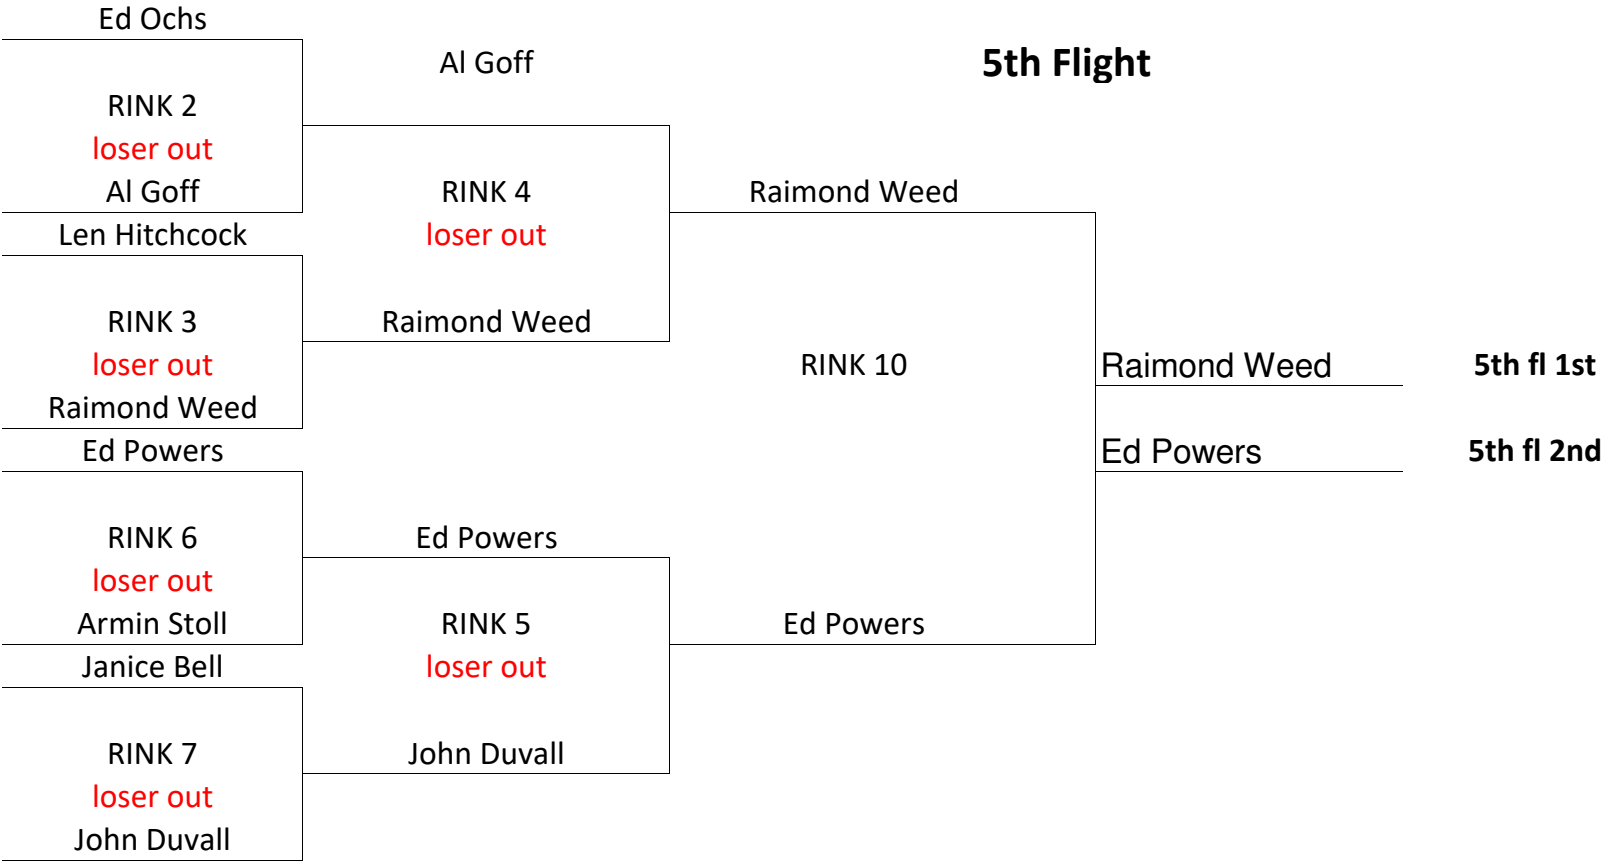 Ed Ochs
Al Goff
5th Flight
RINK 2
loser out
Al Goff
RINK 4
Raimond Weed
Len Hitchcock
loser out
RINK 3
Raimond Weed
loser out
RINK 10
Raimond Weed
5th fl 1st
Raimond Weed
Ed Powers
Ed Powers
5th fl 2nd
RINK 6
Ed Powers
loser out
Armin Stoll
RINK 5
Ed Powers
Janice Bell
loser out
RINK 7
John Duvall
loser out
John Duvall